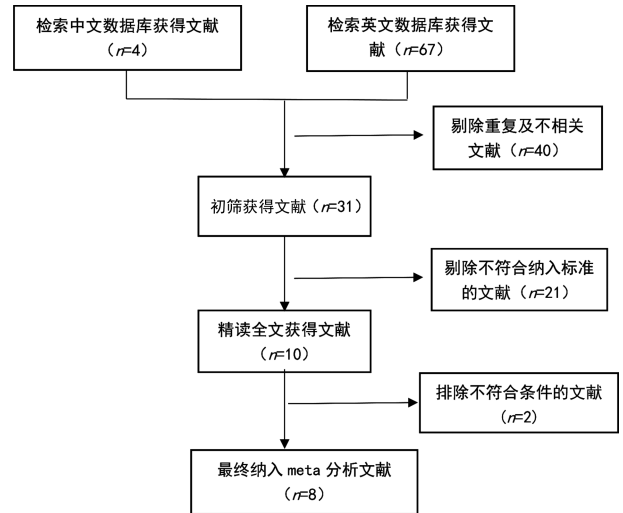 检索中文数据库获得文献
（n=4）
检索英文数据库获得文
献（n=67）
剔除重复及不相关
文献（n=40）
初筛获得文献（n=31）
剔除不符合纳入标准
的文献（n=21）
精读全文获得文献
（n=10）
排除不符合条件的文献
(n=2)
最终纳入 meta 分析文献
（n=8）